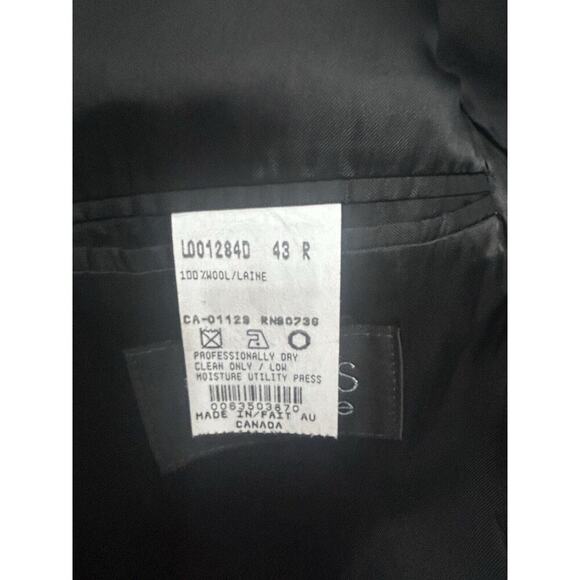 LD01284D 43 R
100%WOOL/LAINE
CA-01129 RN80736
PROFESSIONALLY DRY
CLEAN ONLY / LOW
MOISTURE UTILITY PRESS
0063503670
MADE IN/FAIT AU
CANADA
S
e